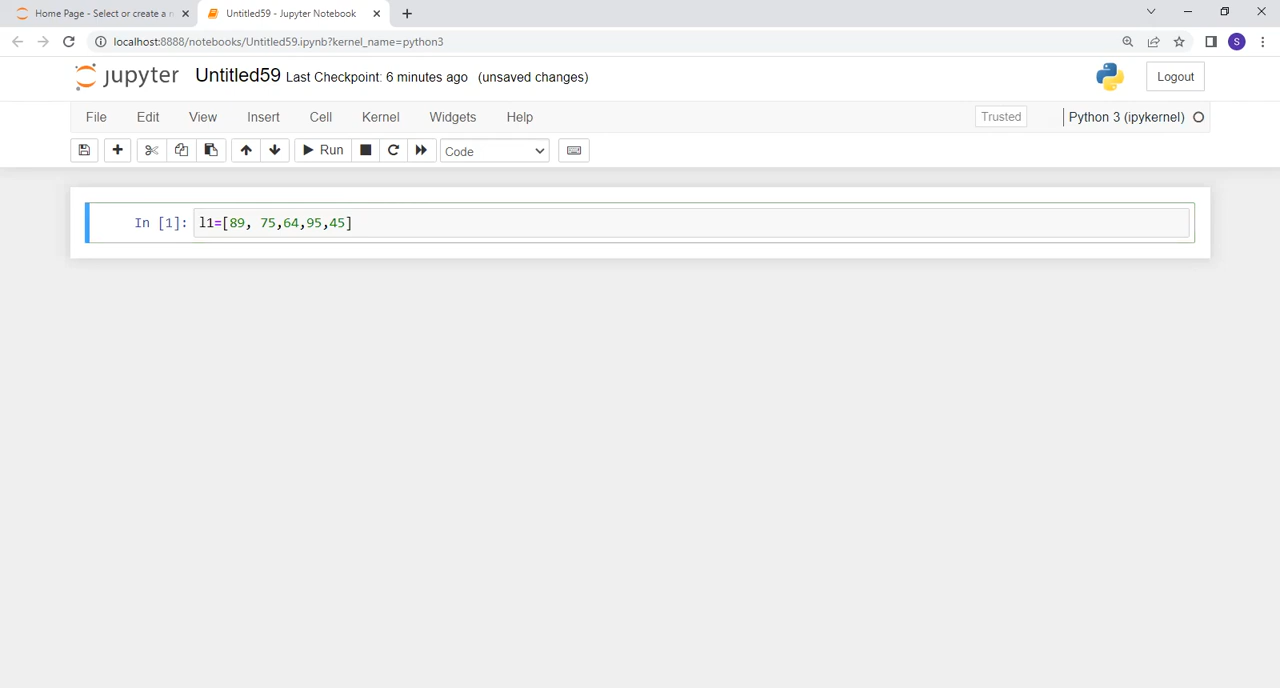 Home Page - Select or create a n
Untitled59 - Jupyter Notebook
localhost:8888/notebooks/Untitled59.ipynb?kernel_name=python3
S
jupyter Untitled59 Last Checkpoint: 6 minutes ago (unsaved changes)
Logout
File Edit View Insert Cell Kernel Widgets Help
Trusted
Python 3 (ipykernel)
Run
Code
In [1]: l1=[89, 75,64,95,45]